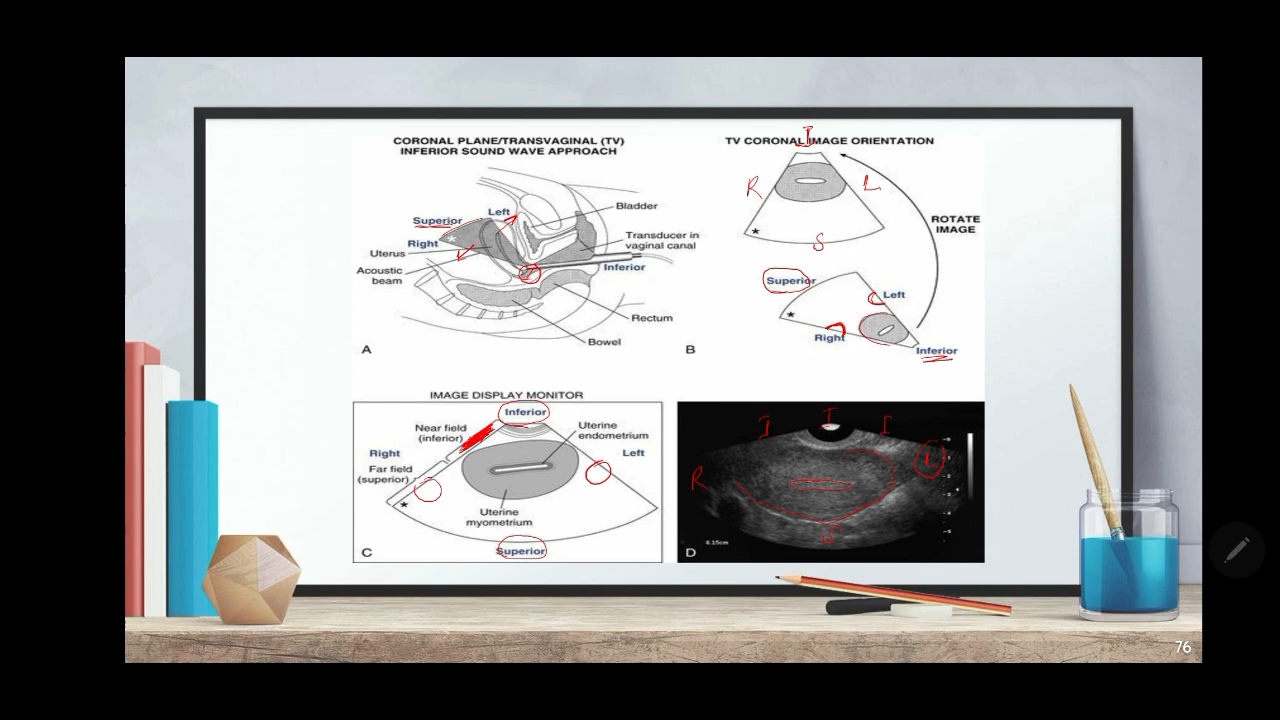 CORONAL PLANE/TRANSVAGINAL (TV)
INFERIOR SOUND WAVE APPROACH
Superior
Left
Right
Uterus
Acoustic
beam
Bladder
Transducer in
vaginal canal
Inferior
Rectum
Bowel
A
TV CORONAL IMAGE ORIENTATION
I
R
L
*
S
ROTATE
IMAGE
Superior
Left
*
Right
Inferior
B
IMAGE DISPLAY MONITOR
Inferior
Near field
(inferior)
Uterine
endometrium
Right
Left
Far field
(superior)
*
Uterine
myometrium
Superior
C
I I I
R
L
S
6.15cm
D
76